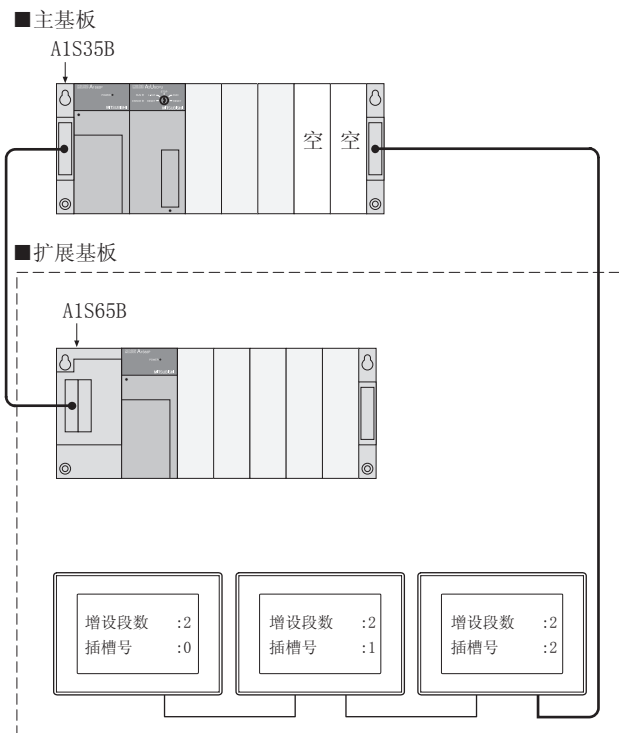 ■主基板
A1S35B
空 空
■扩展基板
A1S65B
增设段数 :2
插槽号 :0
增设段数 :2
插槽号 :1
增设段数 :2
插槽号 :2